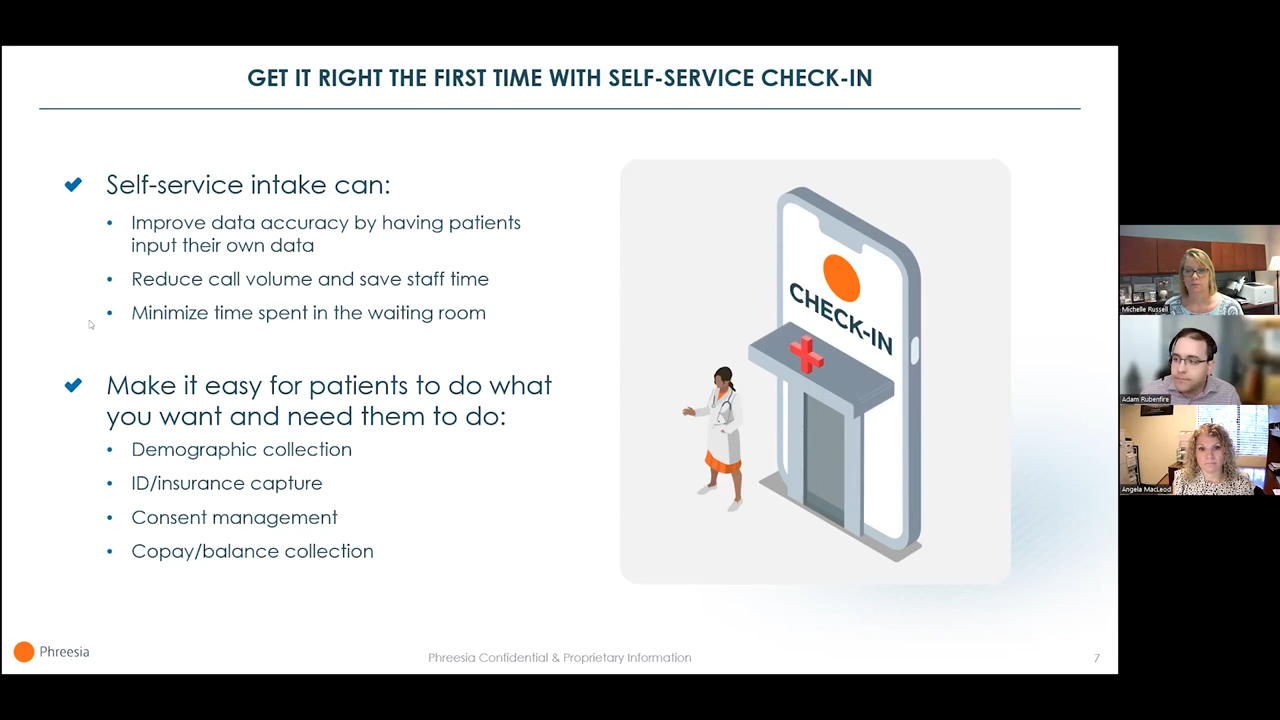 GET IT RIGHT THE FIRST TIME WITH SELF-SERVICE CHECK-IN
Self-service intake can:
• Improve data accuracy by having patients
input their own data
• Reduce call volume and save staff time
• Minimize time spent in the waiting room
Make it easy for patients to do what
you want and need them to do:
• Demographic collection
• ID/insurance capture
• Consent management
• Copay/balance collection
CHECK-IN
Michelle Russell
Adam Rubenfire
Angela MacLeod
Phreesia
Phreesia Confidential & Proprietary Information
7